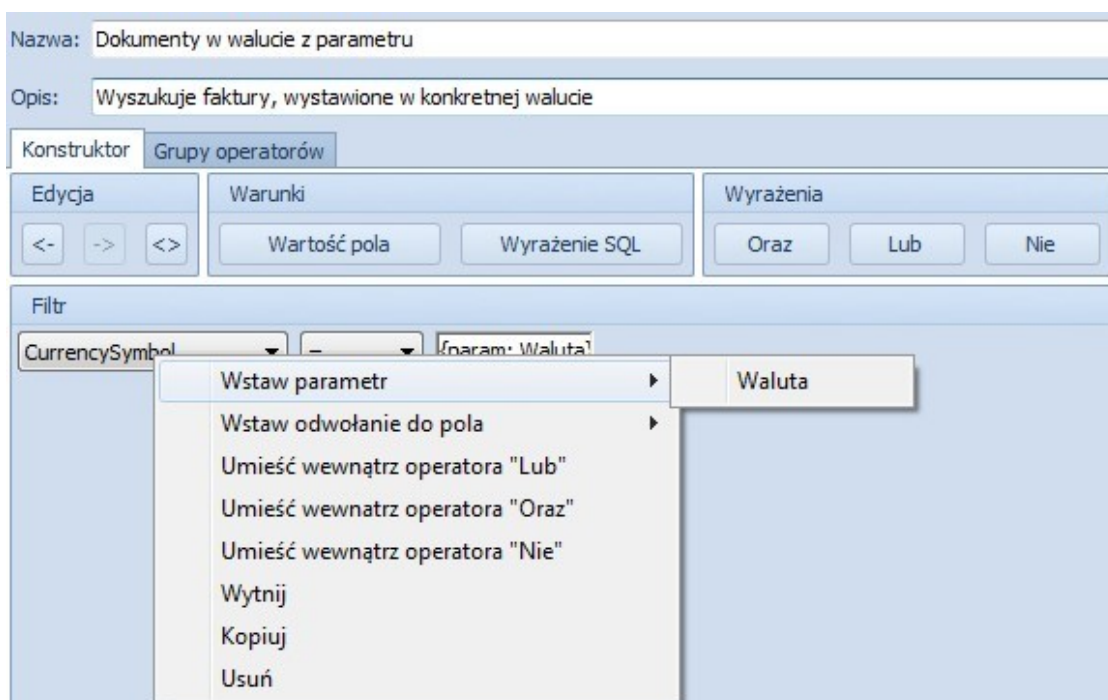 Nazwa: Dokumenty w walucie z parametru
Opis: Wyszukuje faktury, wystawione w konkretnej walucie
Konstruktor Grupy operatorów
Edycja Warunki Wyrażenia
<- -> <> Wartość pola Wyrażenie SQL Oraz Lub Nie
Filtr
CurrencySymbol = {param: Waluta}
Wstaw parametr Waluta
Wstaw odwołanie do pola
Umieść wewnątrz operatora "Lub"
Umieść wewnatrz operatora "Oraz"
Umieść wewnątrz operatora "Nie"
Wytnij
Kopiuj
Usuń